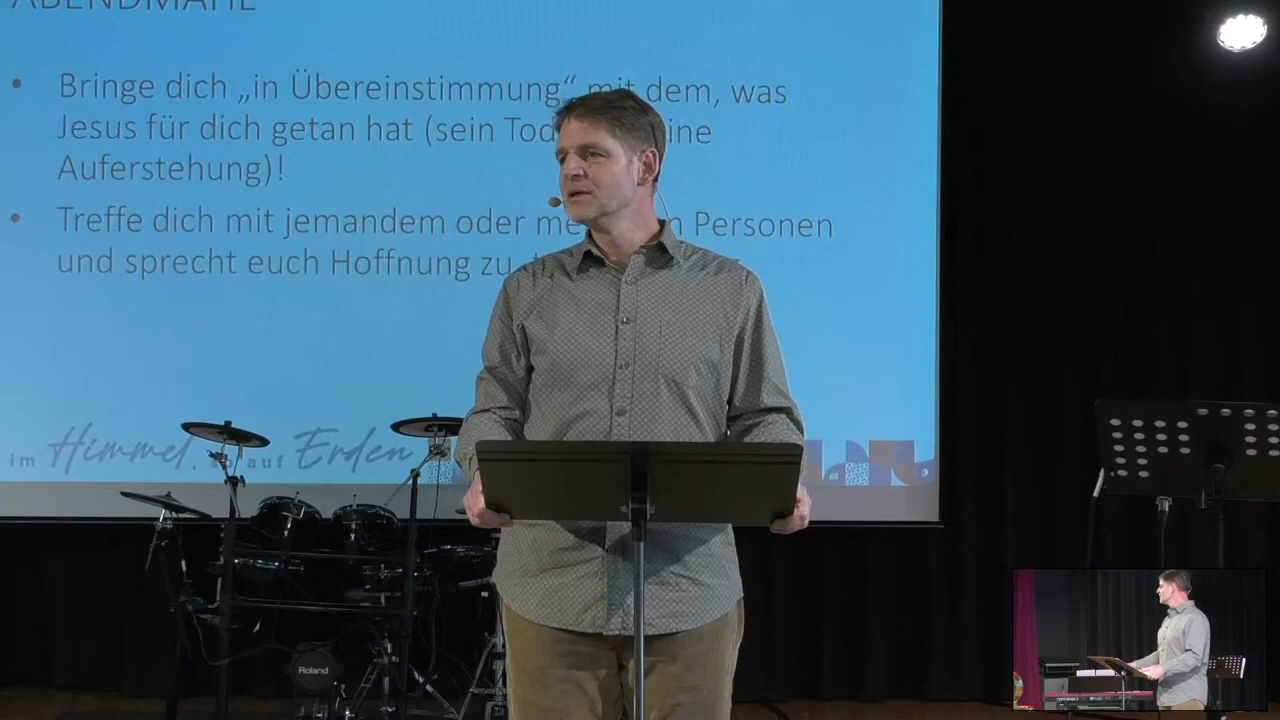 ABENDMAHL
Bringe dich „in Übereinstimmung“ mit dem, was
Jesus für dich getan hat (sein Tod
Auferstehung)!
Treffe dich mit jemandem oder Personen
und sprecht euch Hoffnung zu
im Himmel, auf Erden
Roland